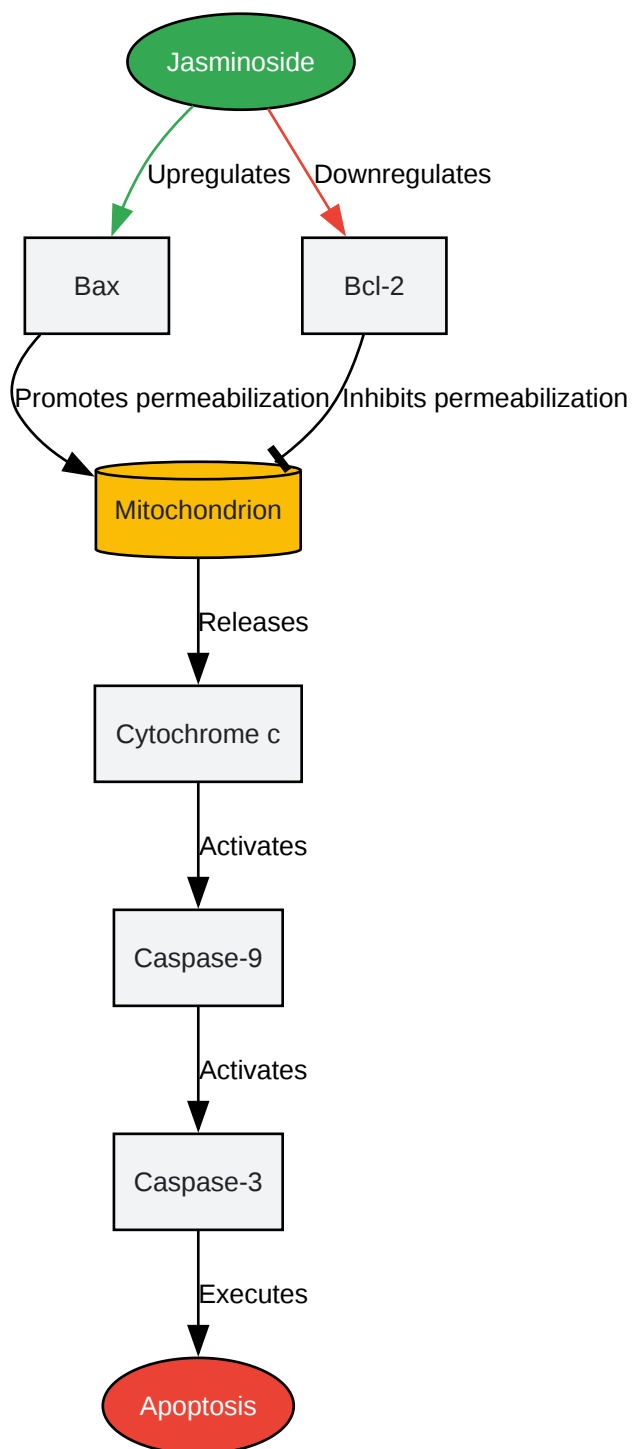 Jasminoside
Upregulates
Downregulates
Bax
Bcl-2
Promotes permeabilization
Inhibits permeabilization
Mitochondrion
Releases
Cytochrome c
Activates
Caspase-9
Activates
Caspase-3
Executes
Apoptosis